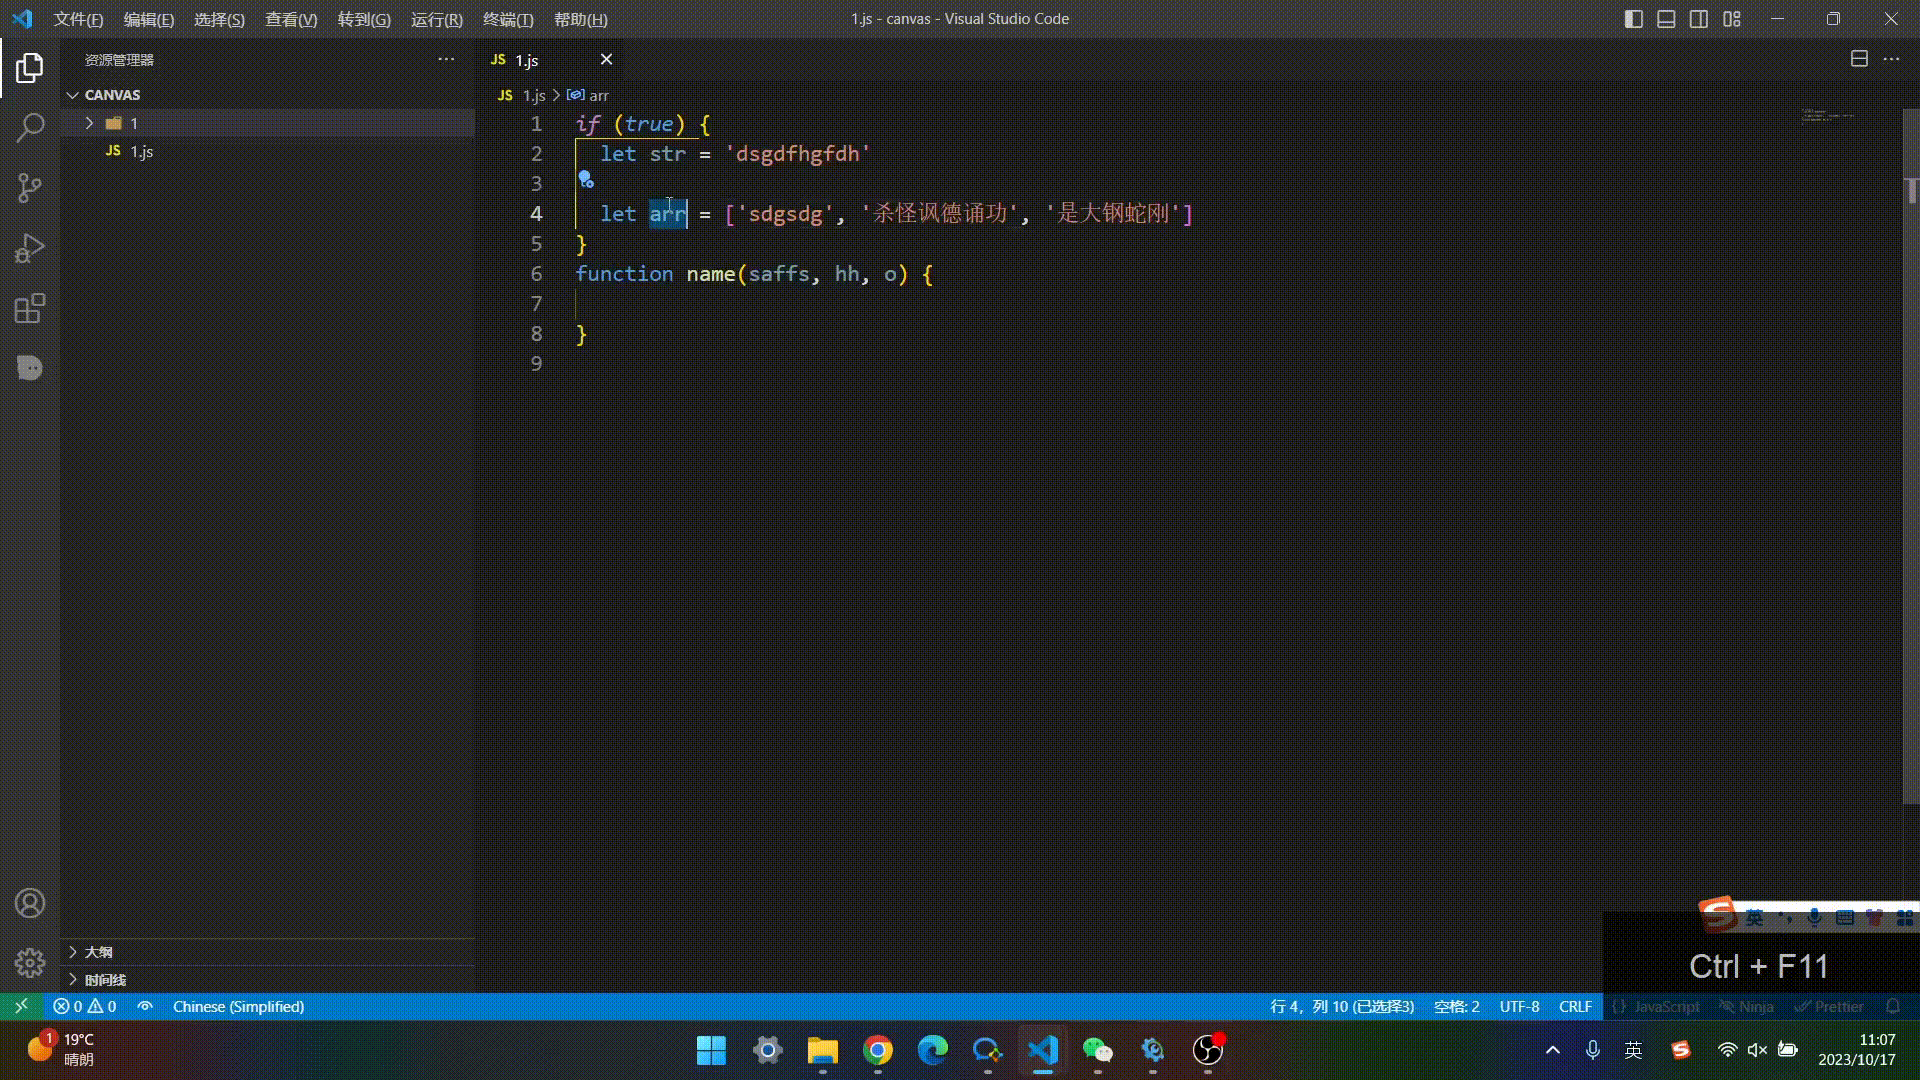 文件(F) 编辑(E) 选择(S) 查看(V) 转到(G) 运行(R) 终端(T) 帮助(H) 1.js - canvas - Visual Studio Code
资源管理器 ··· JS 1.js
CANVAS JS 1.js > arr
1
JS 1.js
1 if (true) {
2 let str = 'dsgdfhgfdh'
3
4 let arr = ['sdgsdg', '杀怪讽德诵功', '是大钢蛇刚']
5 }
6 function name(saffs, hh, o) {
7
8 }
9
大纲
时间线
英
Ctrl + F11
0 0 Chinese (Simplified) 行 4，列 10 (已选择3) 空格: 2 UTF-8 CRLF {} JavaScript Ninja Prettier
1 19°C
晴朗
英
11:07
2023/10/17